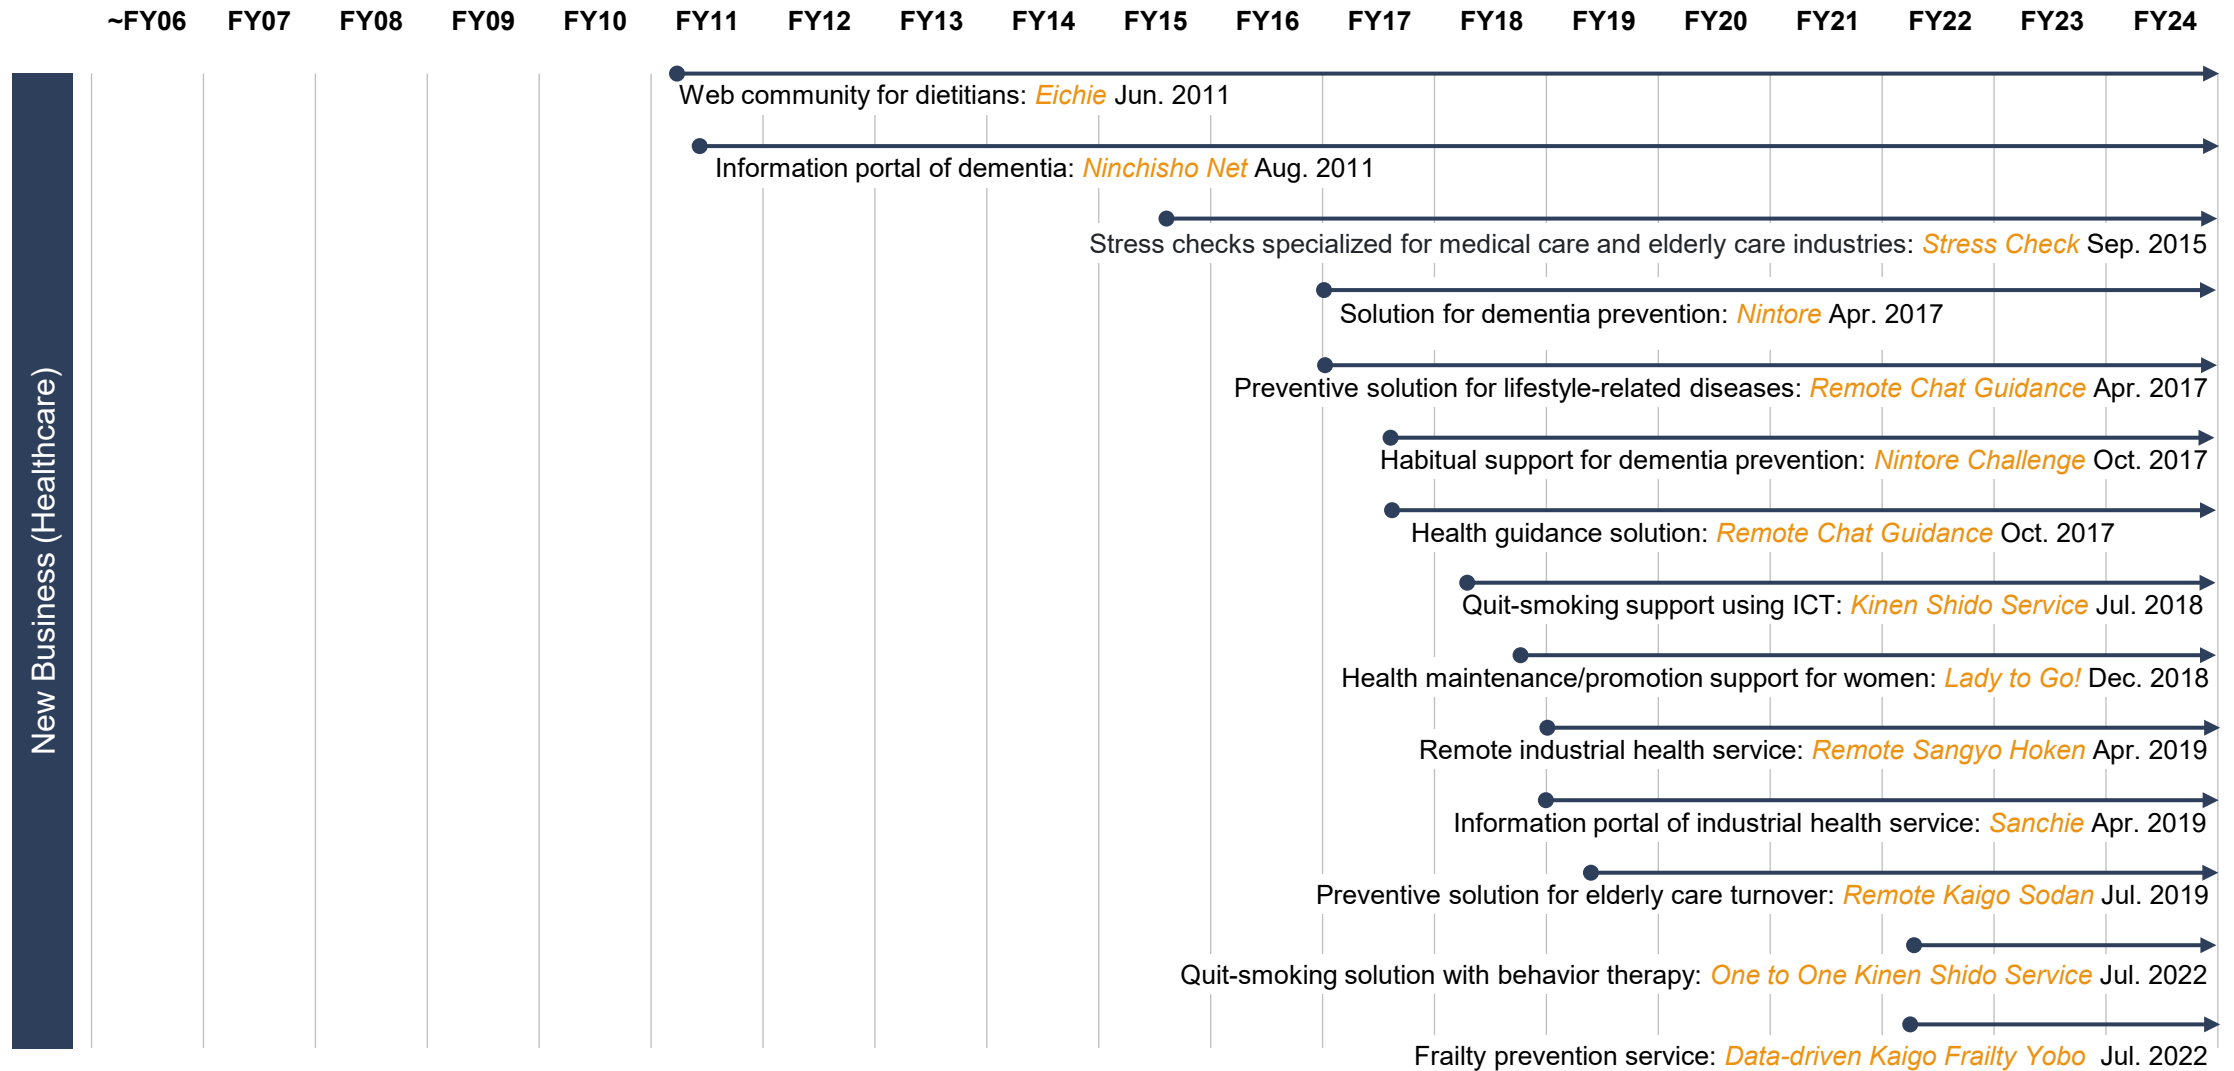 ~FY06 FY07 FY08 FY09 FY10 FY11 FY12 FY13 FY14 FY15 FY16 FY17 FY18 FY19 FY20 FY21 FY22 FY23 FY24
New Business (Healthcare)
Web community for dietitians: Eichie Jun. 2011
Information portal of dementia: Ninchisho Net Aug. 2011
Stress checks specialized for medical care and elderly care industries: Stress Check Sep. 2015
Solution for dementia prevention: Nintore Apr. 2017
Preventive solution for lifestyle-related diseases: Remote Chat Guidance Apr. 2017
Habitual support for dementia prevention: Nintore Challenge Oct. 2017
Health guidance solution: Remote Chat Guidance Oct. 2017
Quit-smoking support using ICT: Kinen Shido Service Jul. 2018
Health maintenance/promotion support for women: Lady to Go! Dec. 2018
Remote industrial health service: Remote Sangyo Hoken Apr. 2019
Information portal of industrial health service: Sanchie Apr. 2019
Preventive solution for elderly care turnover: Remote Kaigo Sodan Jul. 2019
Quit-smoking solution with behavior therapy: One to One Kinen Shido Service Jul. 2022
Frailty prevention service: Data-driven Kaigo Frailty Yobo Jul. 2022